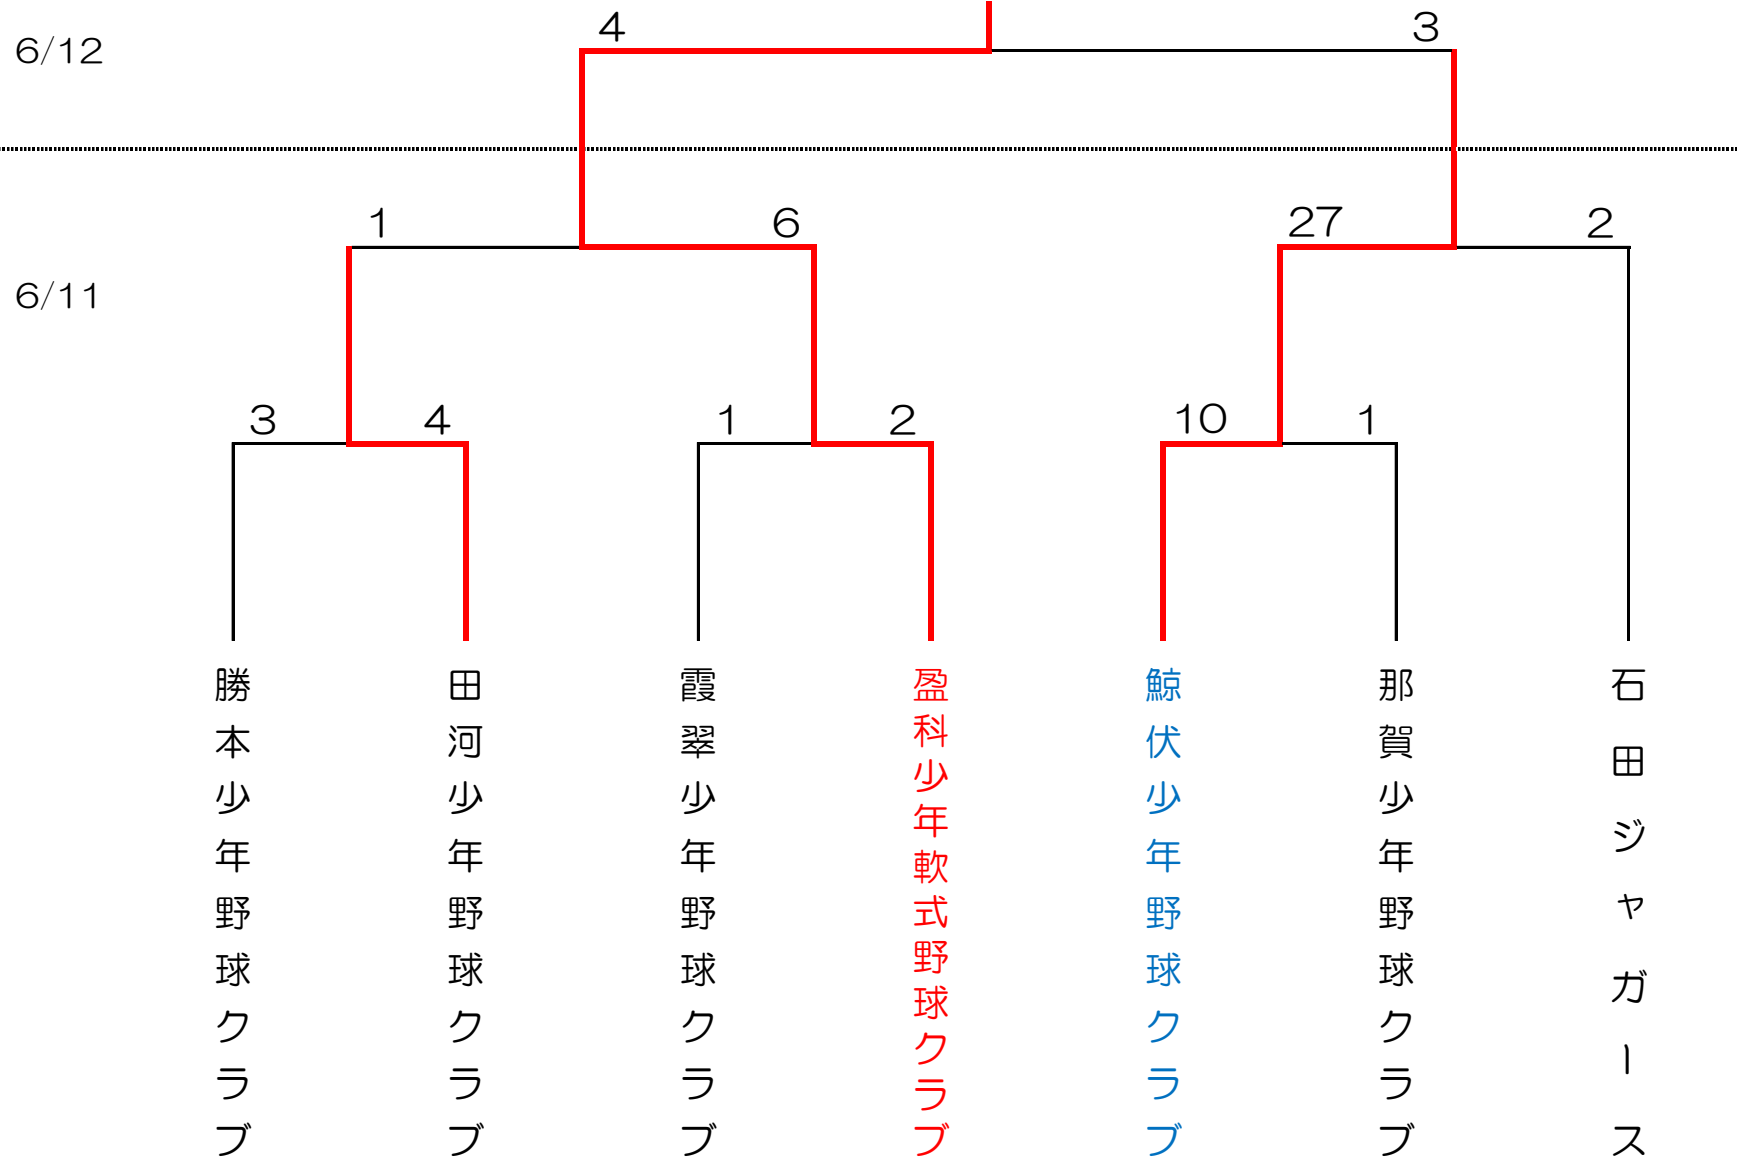 6/12
4
3
1
6
27
2
6/11
3
4
1
2
10
1
勝本少年野球クラブ
田河少年野球クラブ
霞翠少年野球クラブ
盈科少年軟式野球クラブ
鯨伏少年野球クラブ
那賀少年野球クラブ
石田ジャガース